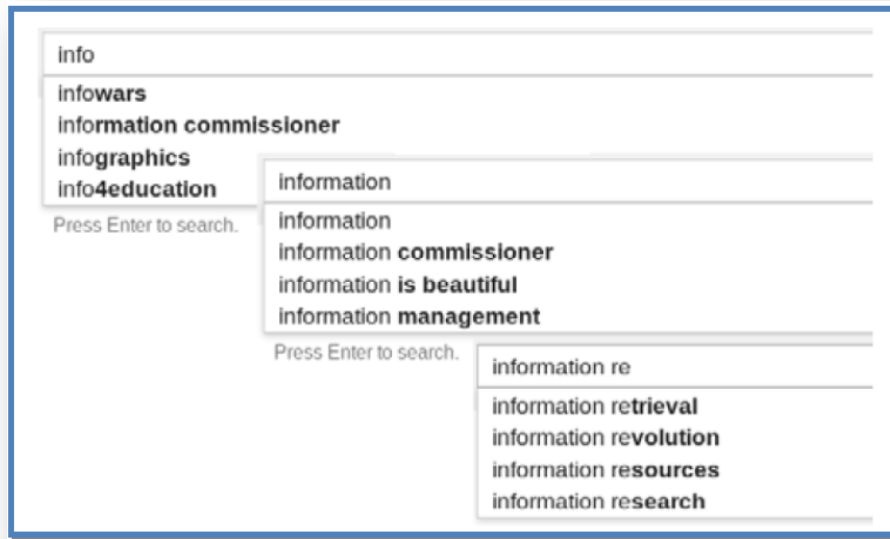 info
infowars
information commissioner
infographics
info4education
Press Enter to search.
information
information
information commissioner
information is beautiful
information management
Press Enter to search.
information re
information retrieval
information revolution
information resources
information research